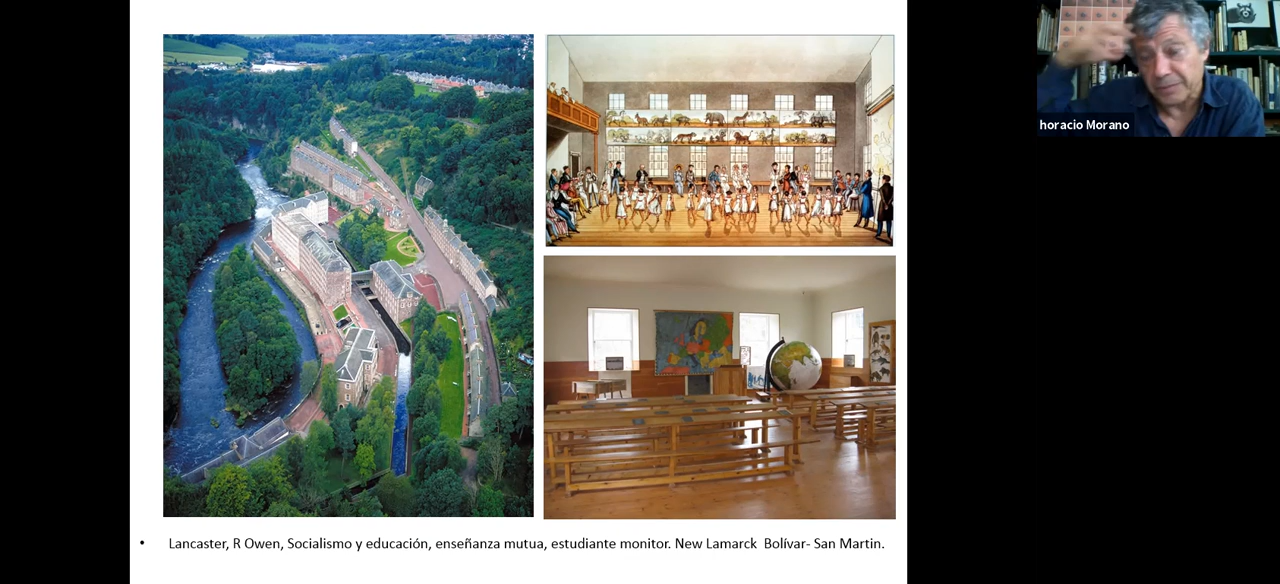 horacio Morano
• Lancaster, R Owen, Socialismo y educación, enseñanza mutua, estudiante monitor. New Lamarck Bolívar- San Martin.